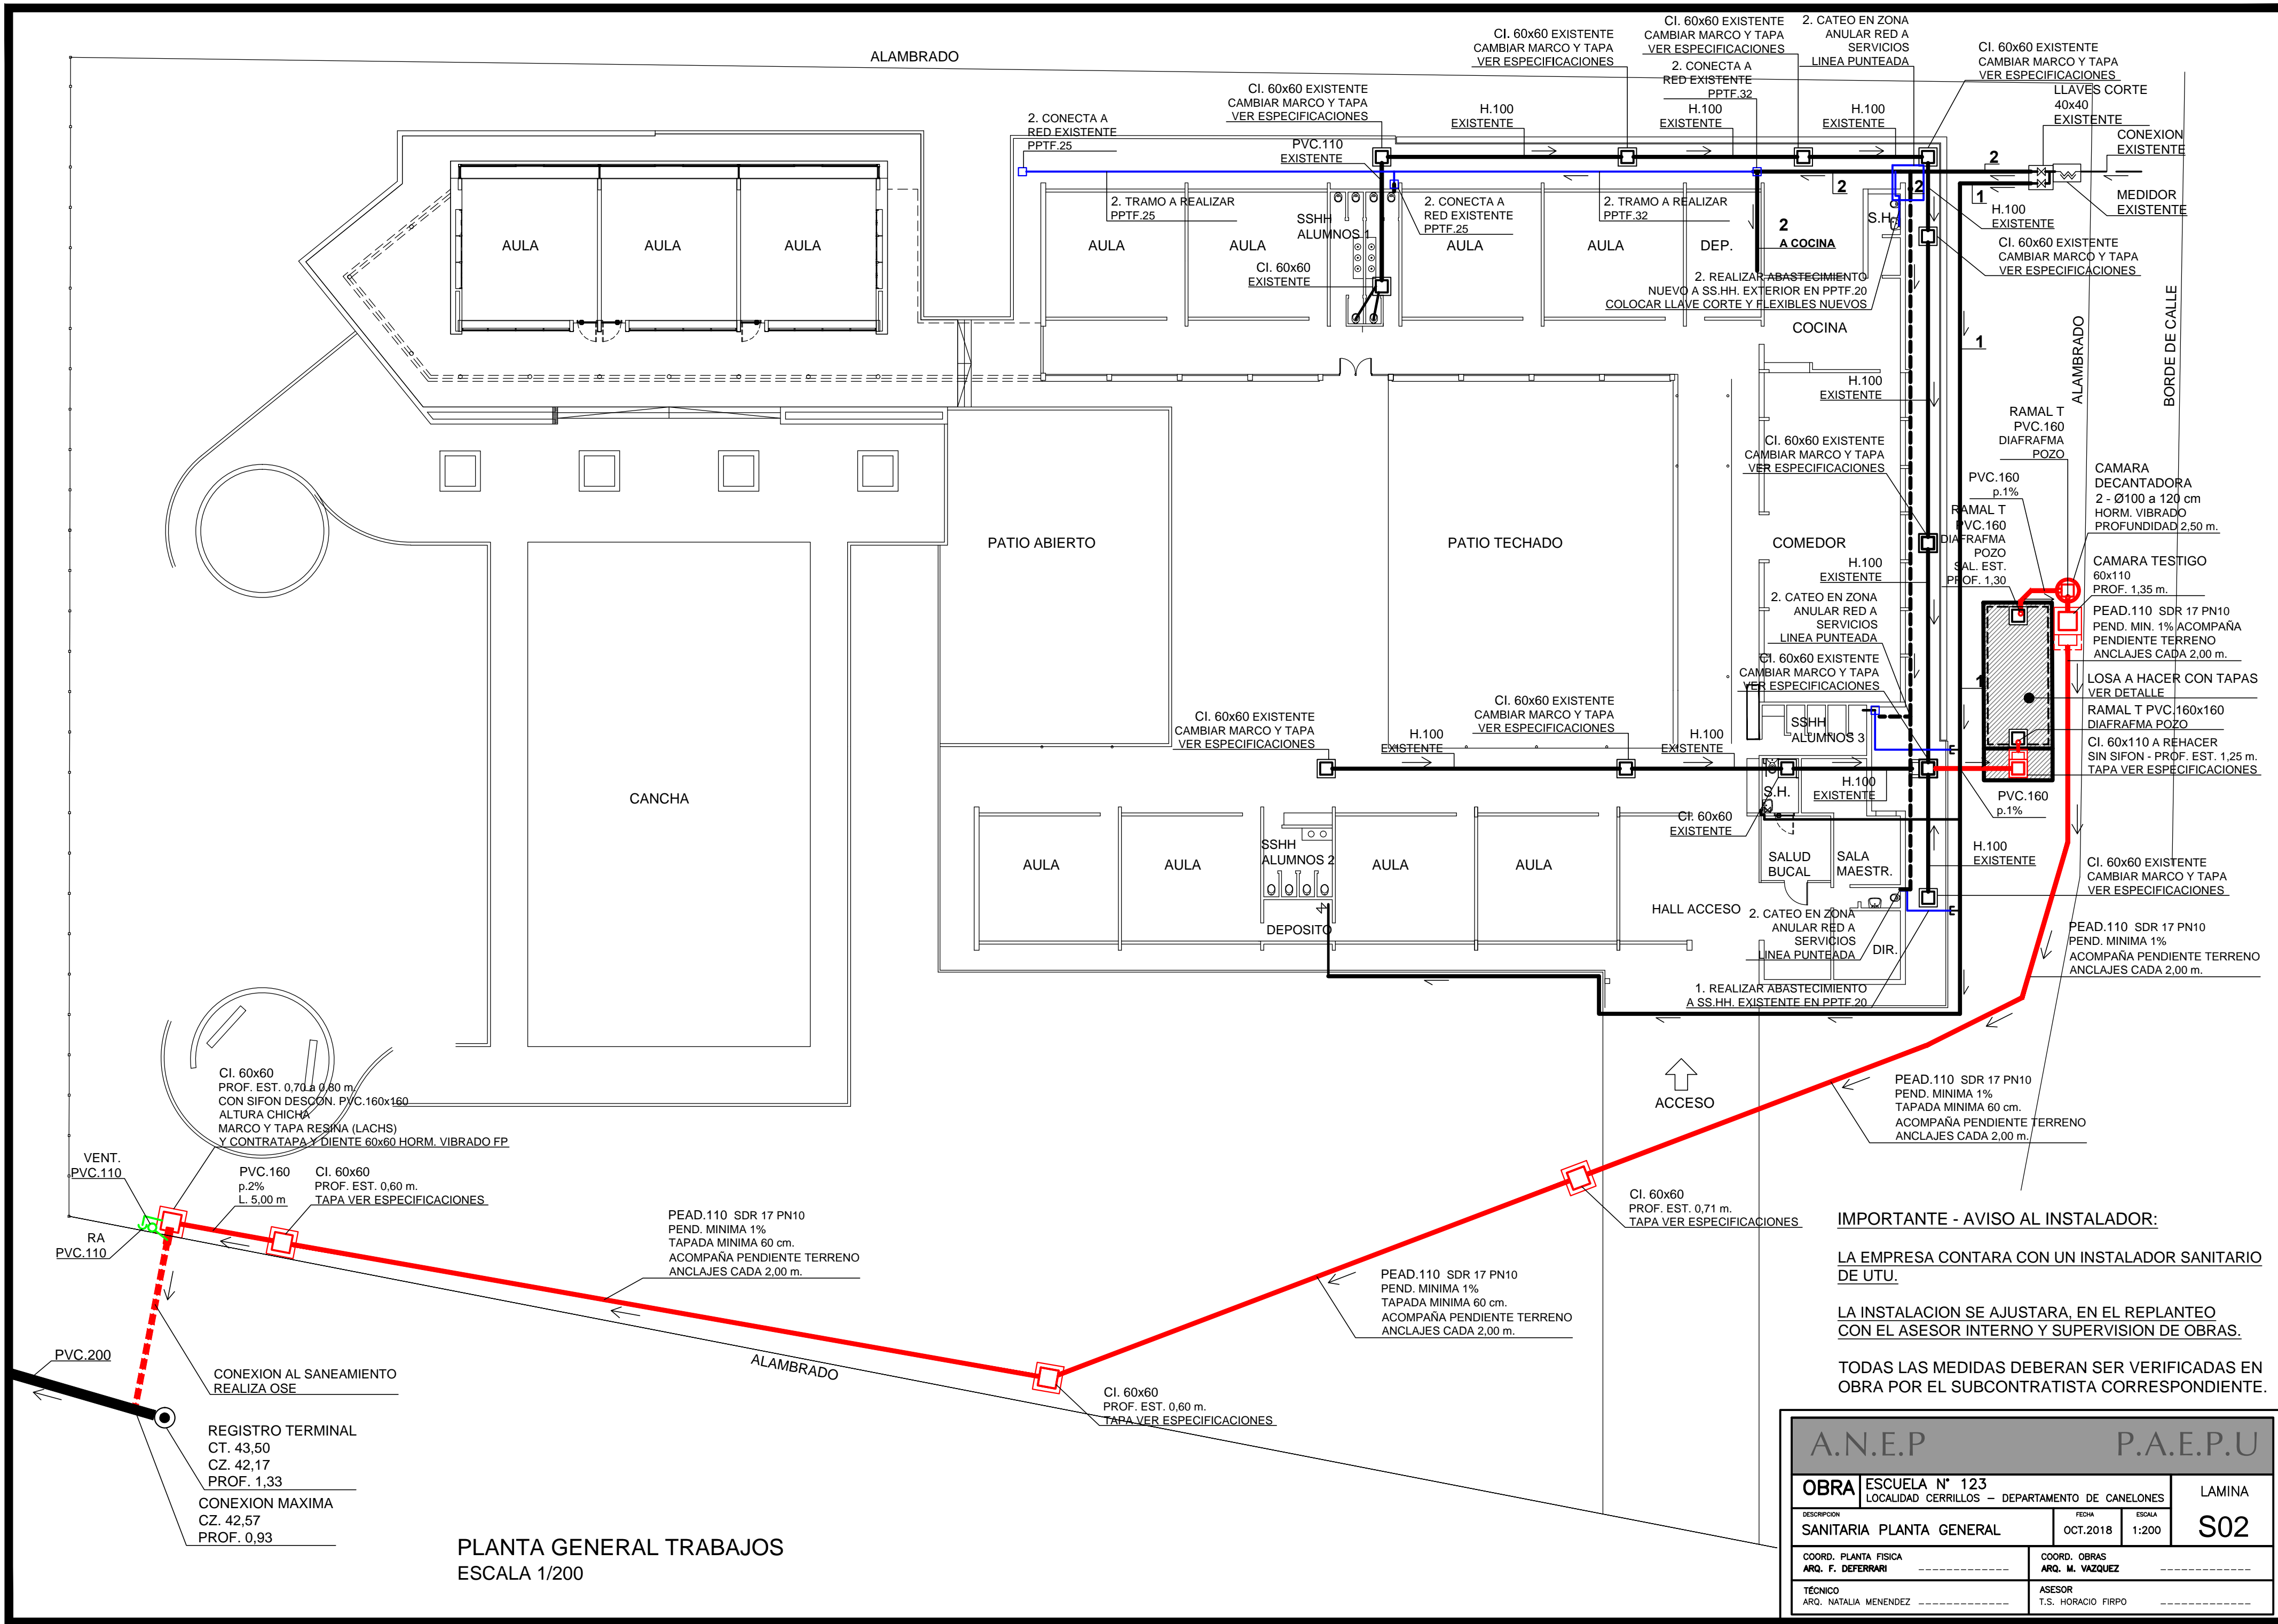 ALAMBRADO
CI. 60x60 EXISTENTE
CAMBIAR MARCO Y TAPA
VER ESPECIFICACIONES
CI. 60x60 EXISTENTE
CAMBIAR MARCO Y TAPA
VER ESPECIFICACIONES
2. CATEO EN ZONA
ANULAR RED A
SERVICIOS
LINEA PUNTEADA
CI. 60x60 EXISTENTE
CAMBIAR MARCO Y TAPA
VER ESPECIFICACIONES
LLAVES CORTE
40x40
EXISTENTE
CONEXION
EXISTENTE
MEDIDOR
EXISTENTE
2. CONECTA A
RED EXISTENTE
PPTF.32
CI. 60x60 EXISTENTE
CAMBIAR MARCO Y TAPA
VER ESPECIFICACIONES
H.100
EXISTENTE
H.100
EXISTENTE
H.100
EXISTENTE
2. CONECTA A
RED EXISTENTE
PPTF.25
PVC.110
EXISTENTE
2
2
2
1
H.100
EXISTENTE
CI. 60x60 EXISTENTE
CAMBIAR MARCO Y TAPA
VER ESPECIFICACIONES
2. TRAMO A REALIZAR
PPTF.25
SSHH
ALUMNOS 1
2. CONECTA A
RED EXISTENTE
PPTF.25
2. TRAMO A REALIZAR
PPTF.32
S.H.
2
A COCINA
AULA
AULA
AULA
AULA
AULA
AULA
AULA
DEP.
CI. 60x60
EXISTENTE
2. REALIZAR ABASTECIMIENTO
NUEVO A SS.HH. EXTERIOR EN PPTF.20
COLOCAR LLAVE CORTE Y FLEXIBLES NUEVOS
COCINA
1
ALAMBRADO
BORDE DE CALLE
H.100
EXISTENTE
RAMAL T
PVC.160
DIAFRAFMA
POZO
CI. 60x60 EXISTENTE
CAMBIAR MARCO Y TAPA
VER ESPECIFICACIONES
PVC.160
p.1%
CAMARA
DECANTADORA
2 - Ø100 a 120 cm
HORM. VIBRADO
PROFUNDIDAD 2,50 m.
RAMAL T
PVC.160
DIAFRAFMA
POZO
SAL. EST.
PROF. 1,30
PATIO ABIERTO
PATIO TECHADO
COMEDOR
H.100
EXISTENTE
CAMARA TESTIGO
60x110
PROF. 1,35 m.
2. CATEO EN ZONA
ANULAR RED A
SERVICIOS
LINEA PUNTEADA
PEAD.110 SDR 17 PN10
PEND. MIN. 1% ACOMPAÑA
PENDIENTE TERRENO
ANCLAJES CADA 2,00 m.
CI. 60x60 EXISTENTE
CAMBIAR MARCO Y TAPA
VER ESPECIFICACIONES
1
LOSA A HACER CON TAPAS
VER DETALLE
RAMAL T PVC.160x160
DIAFRAFMA POZO
CI. 60x60 EXISTENTE
CAMBIAR MARCO Y TAPA
VER ESPECIFICACIONES
CI. 60x60 EXISTENTE
CAMBIAR MARCO Y TAPA
VER ESPECIFICACIONES
H.100
EXISTENTE
H.100
EXISTENTE
SSHH
ALUMNOS 3
CI. 60x110 A REHACER
SIN SIFON - PROF. EST. 1,25 m.
TAPA VER ESPECIFICACIONES
CANCHA
S.H.
H.100
EXISTENTE
PVC.160
p.1%
CI. 60x60
EXISTENTE
SSHH
ALUMNOS 2
AULA
AULA
AULA
AULA
SALUD
BUCAL
SALA
MAESTR.
H.100
EXISTENTE
CI. 60x60 EXISTENTE
CAMBIAR MARCO Y TAPA
VER ESPECIFICACIONES
HALL ACCESO
DEPOSITO
2. CATEO EN ZONA
ANULAR RED A
SERVICIOS
LINEA PUNTEADA
DIR.
PEAD.110 SDR 17 PN10
PEND. MINIMA 1%
ACOMPAÑA PENDIENTE TERRENO
ANCLAJES CADA 2,00 m.
1. REALIZAR ABASTECIMIENTO
A SS.HH. EXISTENTE EN PPTF.20
CI. 60x60
PROF. EST. 0,70 a 0,80 m.
CON SIFON DESCON. PVC.160x160
ALTURA CHICHA
MARCO Y TAPA RESINA (LACHS)
Y CONTRATAPA Y DIENTE 60x60 HORM. VIBRADO FP
ACCESO
PEAD.110 SDR 17 PN10
PEND. MINIMA 1%
TAPADA MINIMA 60 cm.
ACOMPAÑA PENDIENTE TERRENO
ANCLAJES CADA 2,00 m.
VENT.
PVC.110
PVC.160
p.2%
L. 5,00 m
CI. 60x60
PROF. EST. 0,60 m.
TAPA VER ESPECIFICACIONES
CI. 60x60
PROF. EST. 0,71 m.
TAPA VER ESPECIFICACIONES
RA
PVC.110
PEAD.110 SDR 17 PN10
PEND. MINIMA 1%
TAPADA MINIMA 60 cm.
ACOMPAÑA PENDIENTE TERRENO
ANCLAJES CADA 2,00 m.
PEAD.110 SDR 17 PN10
PEND. MINIMA 1%
TAPADA MINIMA 60 cm.
ACOMPAÑA PENDIENTE TERRENO
ANCLAJES CADA 2,00 m.
IMPORTANTE - AVISO AL INSTALADOR:
LA EMPRESA CONTARA CON UN INSTALADOR SANITARIO
DE UTU.
LA INSTALACION SE AJUSTARA, EN EL REPLANTEO
CON EL ASESOR INTERNO Y SUPERVISION DE OBRAS.
TODAS LAS MEDIDAS DEBERAN SER VERIFICADAS EN
OBRA POR EL SUBCONTRATISTA CORRESPONDIENTE.
PVC.200
CONEXION AL SANEAMIENTO
REALIZA OSE
ALAMBRADO
CI. 60x60
PROF. EST. 0,60 m.
TAPA VER ESPECIFICACIONES
REGISTRO TERMINAL
CT. 43,50
CZ. 42,17
PROF. 1,33
CONEXION MAXIMA
CZ. 42,57
PROF. 0,93
PLANTA GENERAL TRABAJOS
ESCALA 1/200
A.N.E.P P.A.E.P.U
OBRA ESCUELA N° 123
LOCALIDAD CERRILLOS – DEPARTAMENTO DE CANELONES
LAMINA
S02
DESCRIPCION
SANITARIA PLANTA GENERAL
FECHA
OCT.2018
ESCALA
1:200
COORD. PLANTA FISICA
ARQ. F. DEFERRARI
COORD. OBRAS
ARQ. M. VAZQUEZ
TÉCNICO
ARQ. NATALIA MENENDEZ
ASESOR
T.S. HORACIO FIRPO